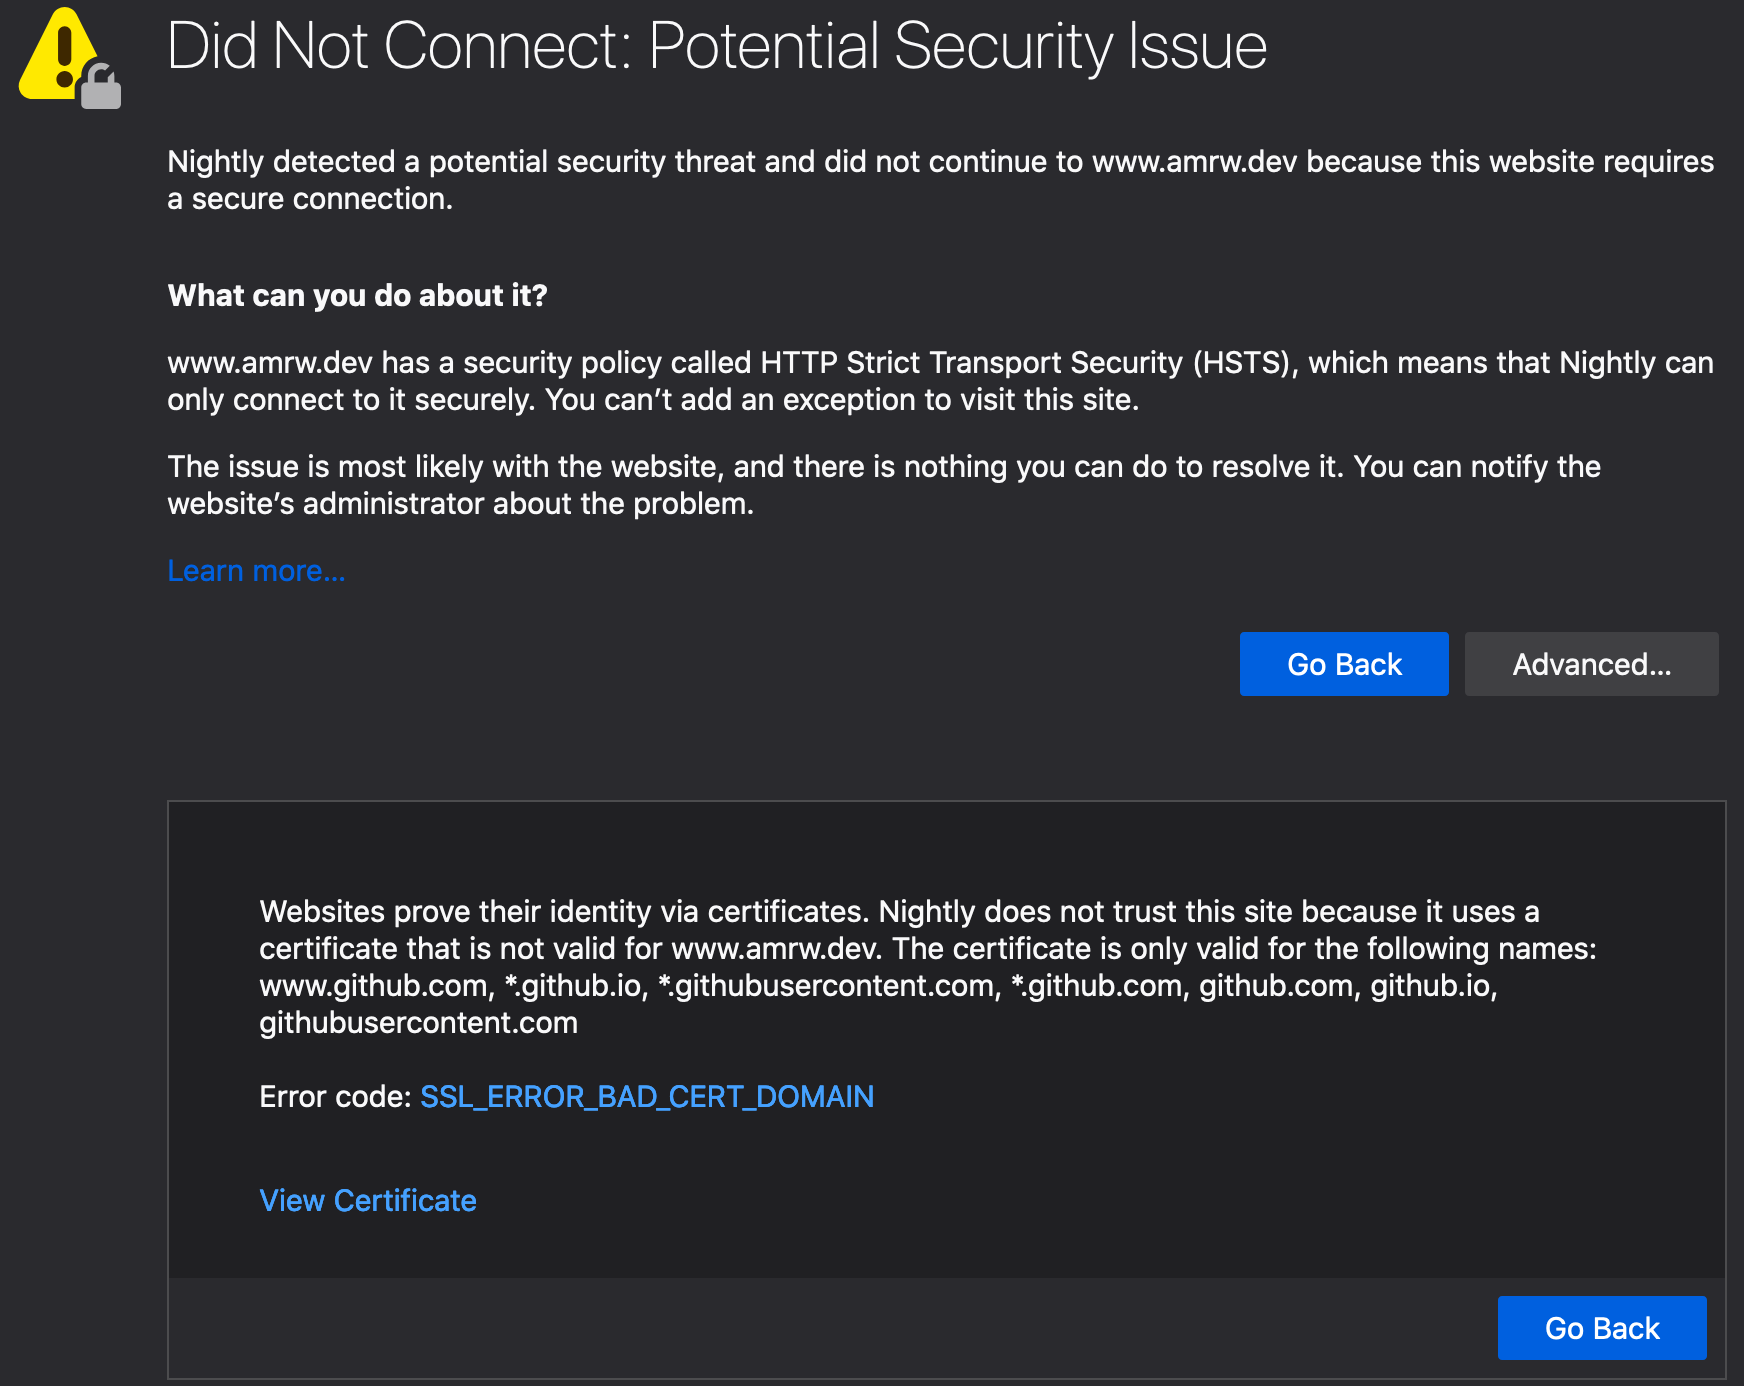 Did Not Connect: Potential Security Issue
Nightly detected a potential security threat and did not continue to www.amrw.dev because this website requires
a secure connection.
What can you do about it?
www.amrw.dev has a security policy called HTTP Strict Transport Security (HSTS), which means that Nightly can
only connect to it securely. You can’t add an exception to visit this site.
The issue is most likely with the website, and there is nothing you can do to resolve it. You can notify the
website’s administrator about the problem.
Learn more…
Go Back
Advanced…
Websites prove their identity via certificates. Nightly does not trust this site because it uses a
certificate that is not valid for www.amrw.dev. The certificate is only valid for the following names:
www.github.com, *.github.io, *.githubusercontent.com, *.github.com, github.com, github.io,
githubusercontent.com
Error code: SSL_ERROR_BAD_CERT_DOMAIN
View Certificate
Go Back